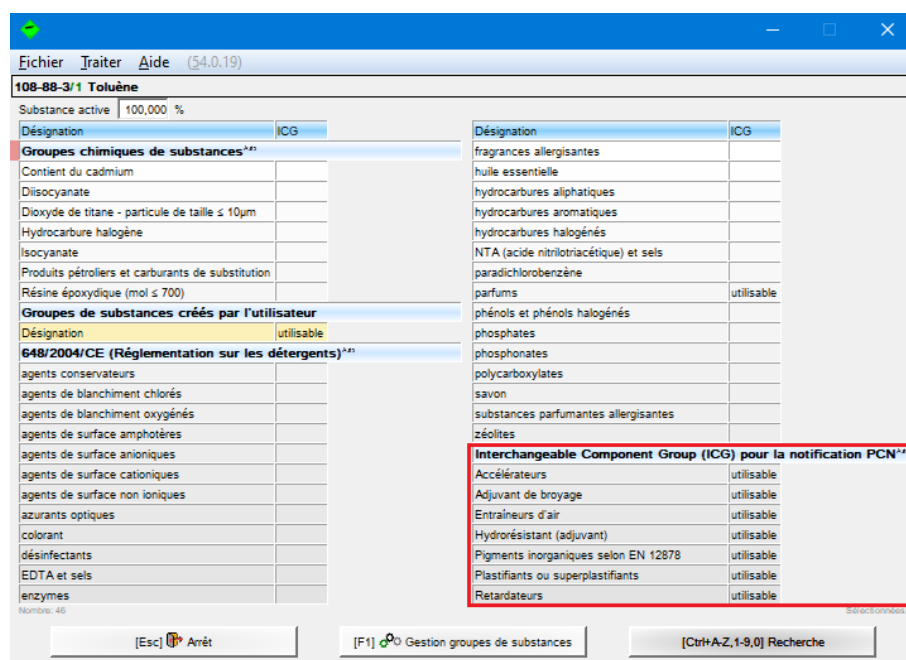 Fichier Traiter Aide (54.0.19)
108-88-3/1 Toluène
Substance active 100,000 %
Désignation ICG
Groupes chimiques de substances
Contient du cadmium
Diisocyanate
Dioxyde de titane - particule de taille ≤ 10µm
Hydrocarbure halogène
Isocyanate
Produits pétroliers et carburants de substitution
Résine époxydique (mol ≤ 700)
Groupes de substances créés par l'utilisateur
Désignation utilisable
648/2004/CE (Réglementation sur les détergents)
agents conservateurs
agents de blanchiment chlorés
agents de blanchiment oxygénés
agents de surface amphotères
agents de surface anioniques
agents de surface cationiques
agents de surface non ioniques
azurants optiques
colorant
désinfectants
EDTA et sels
enzymes
Nombre: 46
Désignation ICG
fragrances allergisantes
huile essentielle
hydrocarbures aliphatiques
hydrocarbures aromatiques
hydrocarbures halogénés
NTA (acide nitrilotriacétique) et sels
paradichlorobenzène
parfums utilisable
phénols et phénols halogénés
phosphates
phosphonates
polycarboxylates
savon
substances parfumantes allergisantes
zéolites
Interchangeable Component Group (ICG) pour la notification PCN
Accélérateurs utilisable
Adjuvant de broyage utilisable
Entraîneurs d'air utilisable
Hydrorésistant (adjuvant) utilisable
Pigments inorganiques selon EN 12878 utilisable
Plastifiants ou superplastifiants utilisable
Retardateurs utilisable
Sélectionnées
[Esc] Arrêt
[F1] Gestion groupes de substances
[Ctrl+A-Z,1-9,0] Recherche